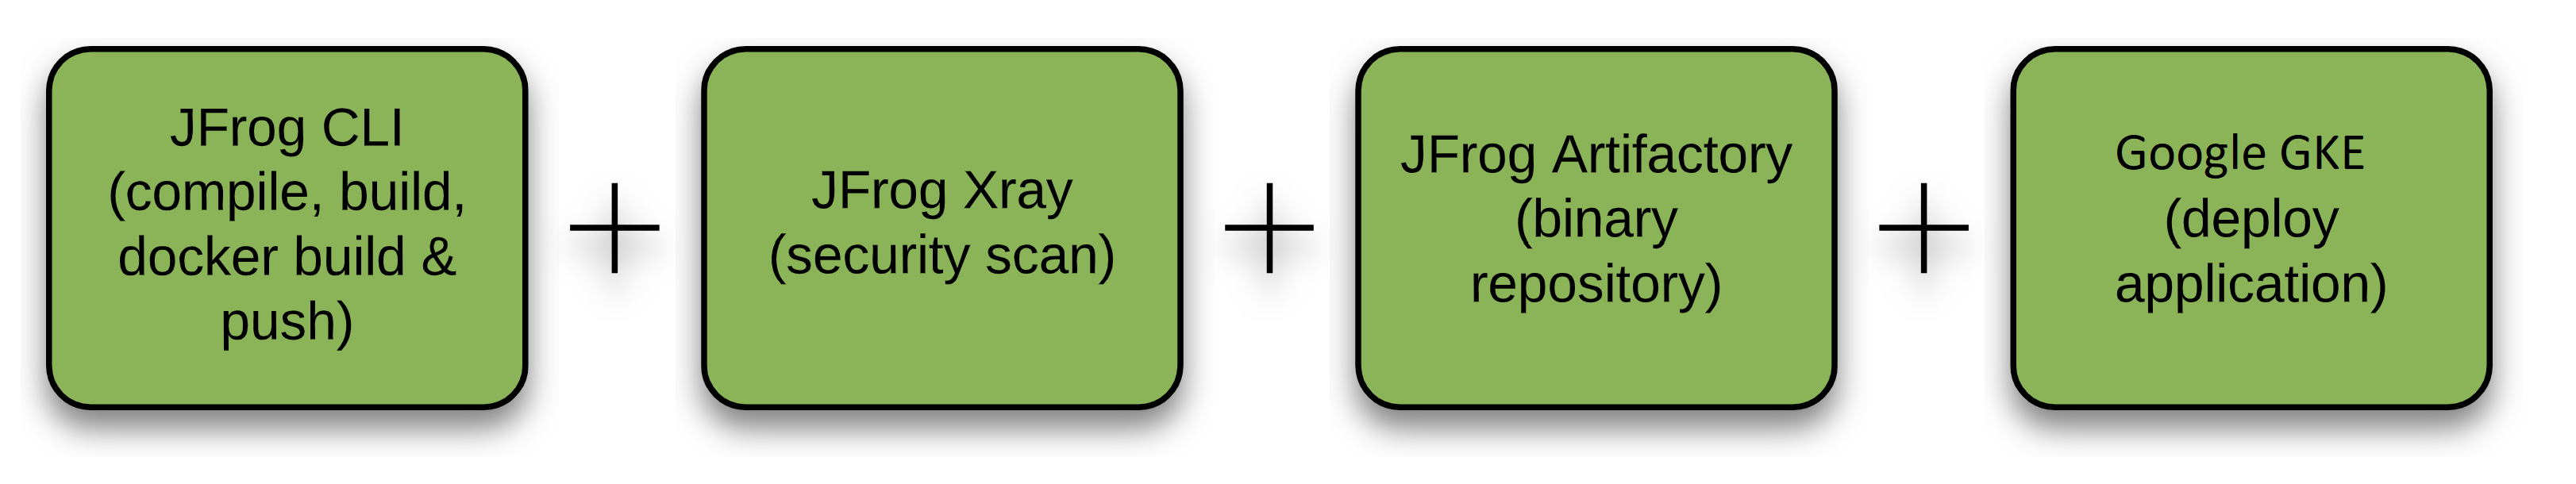 JFrog CLI
(compile, build,
docker build &
push)
JFrog Xray
(security scan)
JFrog Artifactory
(binary
repository)
Google GKE
(deploy
application)